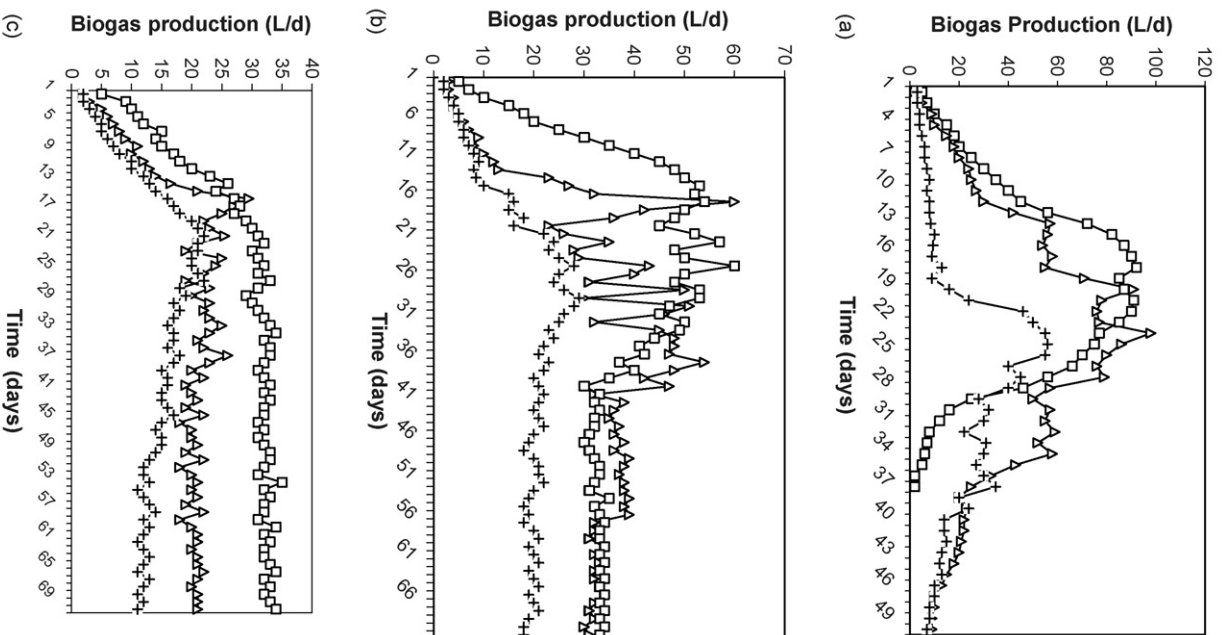 (a)
Biogas Production (L/d)
120
100
80
60
40
20
0
1 4 7 10 13 16 19 22 25 28 31 34 37 40 43 46 49
Time (days)
(b)
Biogas production (L/d)
70
60
50
40
30
20
10
0
1 6 11 16 21 26 31 36 41 46 51 56 61 66
Time (days)
(c)
Biogas production (L/d)
40
35
30
25
20
15
10
5
0
1 5 9 13 17 21 25 29 33 37 41 45 49 53 57 61 65 69
Time (days)